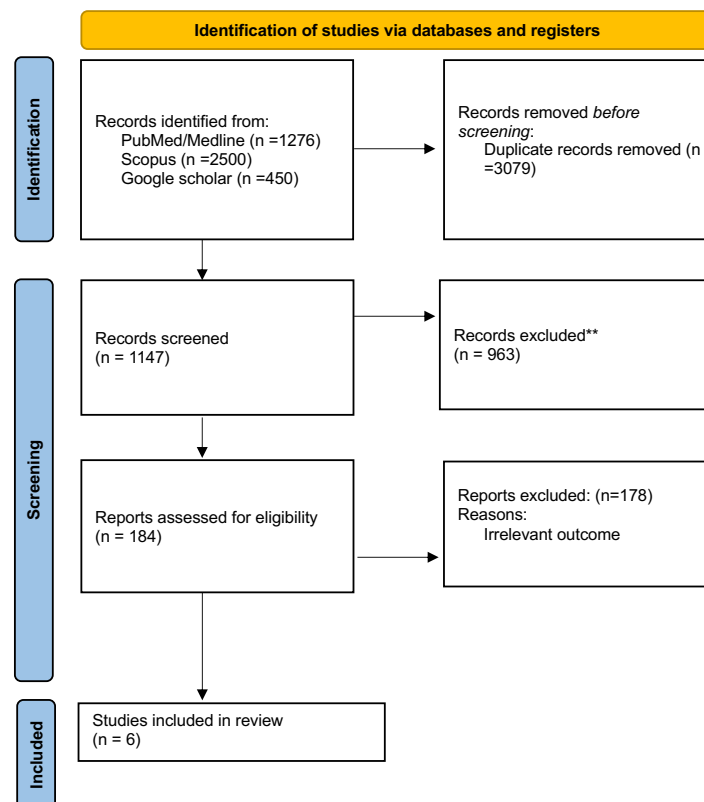 Identification of studies via databases and registers
Identification
Records identified from:
PubMed/Medline (n =1276)
Scopus (n =2500)
Google scholar (n =450)
Records removed before
screening:
Duplicate records removed (n
=3079)
Screening
Records screened
(n = 1147)
Records excluded**
(n = 963)
Reports assessed for eligibility
(n = 184)
Reports excluded: (n=178)
Reasons:
Irrelevant outcome
Included
Studies included in review
(n = 6)